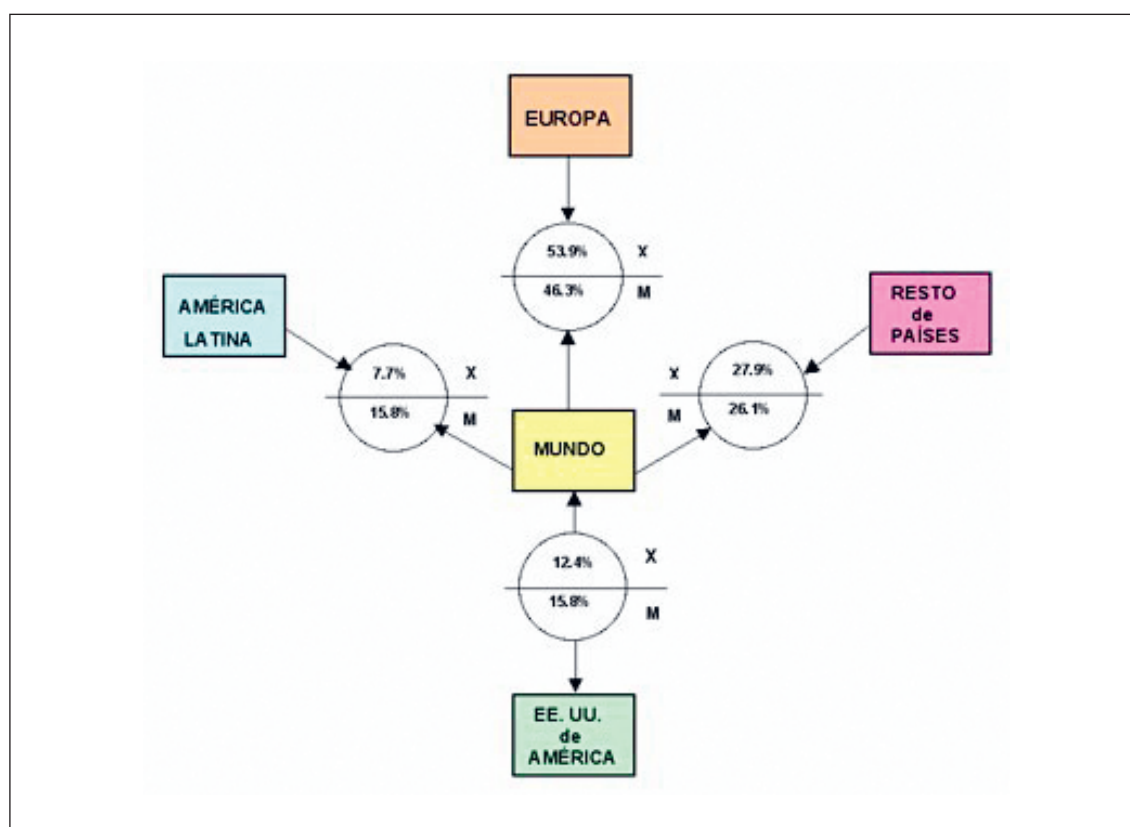 EUROPA
53.9% X
46.3% M
AMÉRICA
LATINA
7.7% X
15.8% M
RESTO
de
PAÍSES
X 27.9%
M 26.1%
MUNDO
12.4% X
15.8% M
EE. UU.
de
AMÉRICA